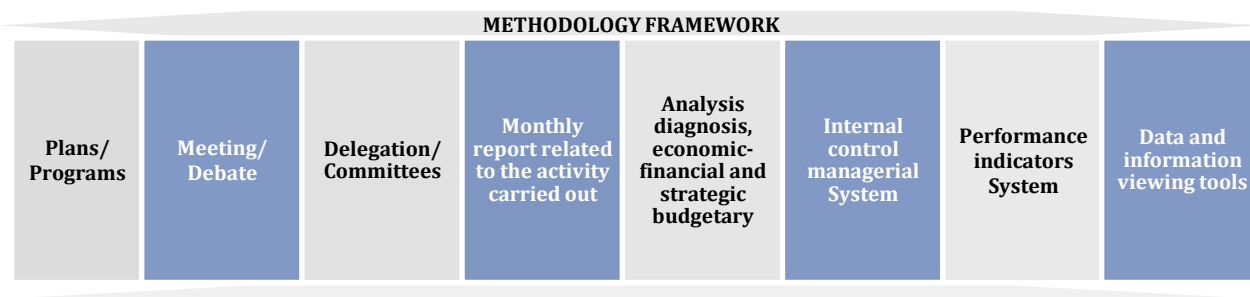 METHODOLOGY FRAMEWORK
Plans/
Programs
Meeting/
Debate
Delegation/
Committees
Monthly
report related
to the activity
carried out
Analysis
diagnosis,
economic-
financial and
strategic
budgetary
Internal
control
managerial
System
Performance
indicators
System
Data and
information
viewing tools